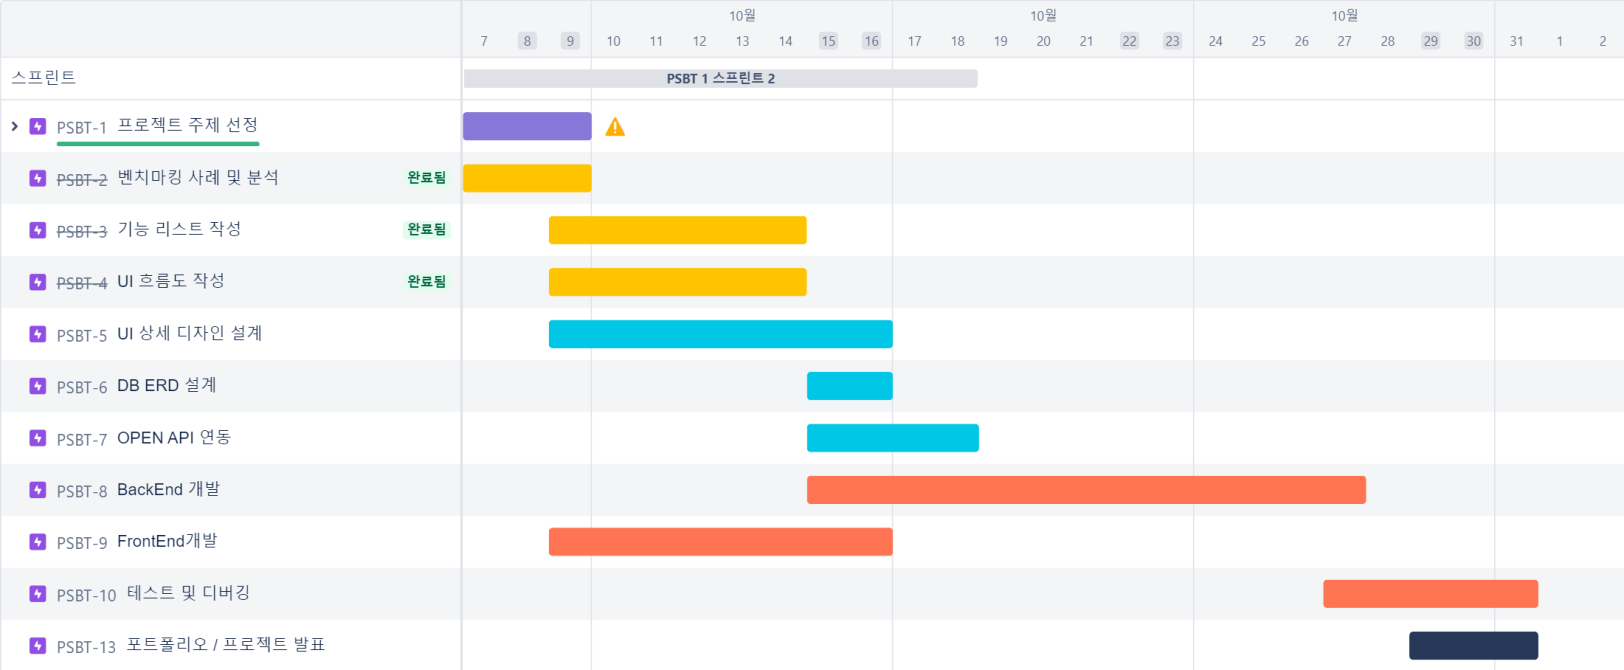 10월 10월 10월
7 8 9 10 11 12 13 14 15 16 17 18 19 20 21 22 23 24 25 26 27 28 29 30 31 1 2
스프린트 PSBT 1 스프린트 2
PSBT-1 프로젝트 주제 선정
PSBT-2 벤치마킹 사례 및 분석 완료됨
PSBT-3 기능 리스트 작성 완료됨
PSBT-4 UI 흐름도 작성 완료됨
PSBT-5 UI 상세 디자인 설계
PSBT-6 DB ERD 설계
PSBT-7 OPEN API 연동
PSBT-8 BackEnd 개발
PSBT-9 FrontEnd개발
PSBT-10 테스트 및 디버깅
PSBT-13 포트폴리오 / 프로젝트 발표